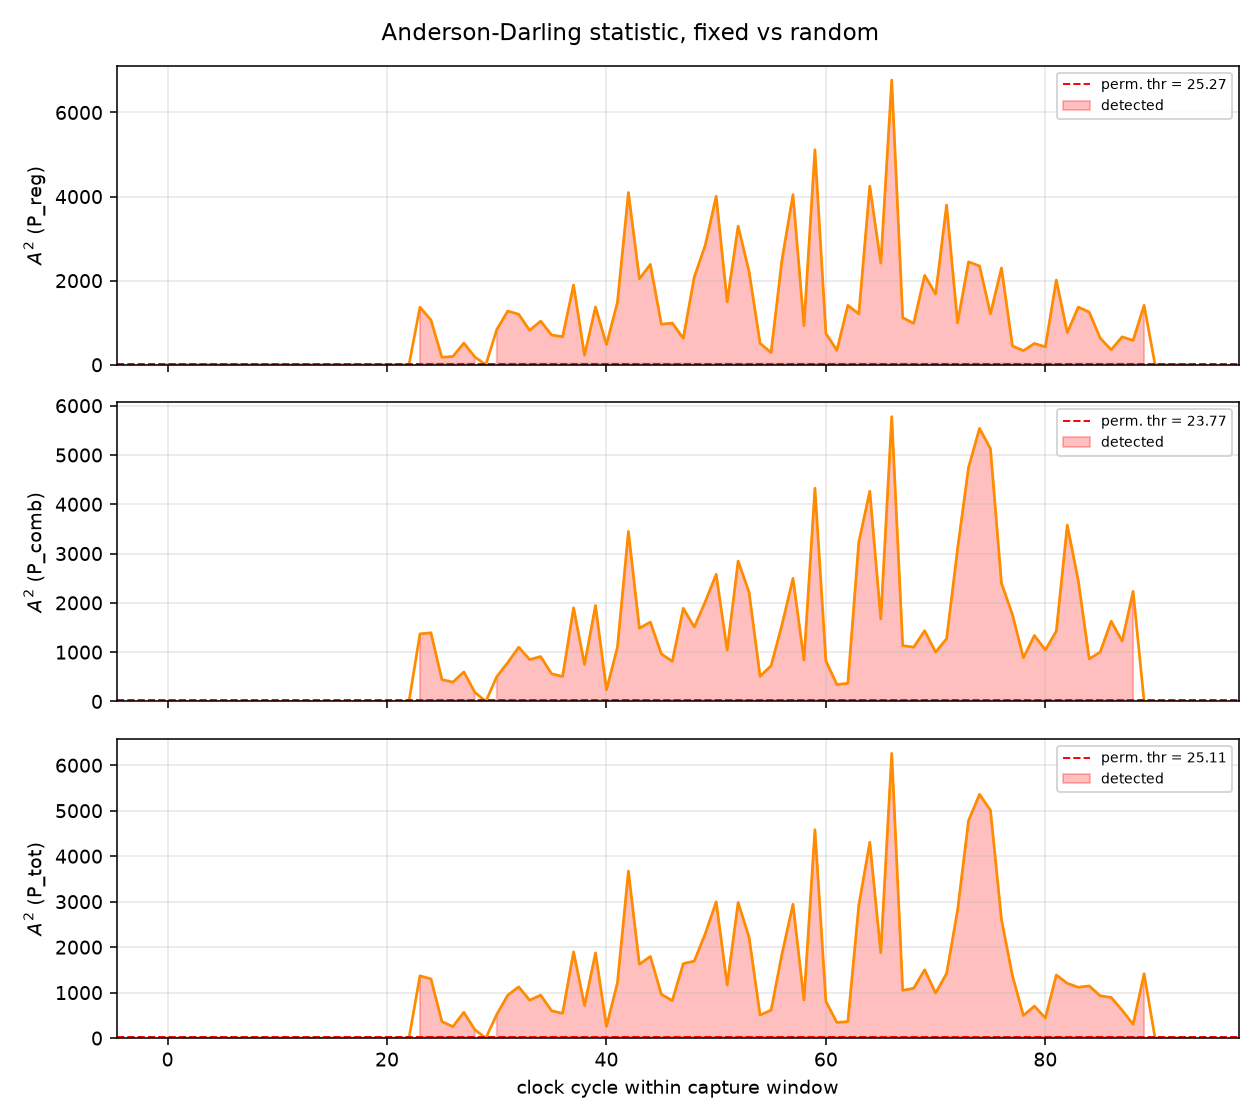 Anderson-Darling statistic, fixed vs random
A² (P_reg)
6000
4000
2000
0
perm. thr = 25.27
detected
A² (P_comb)
6000
5000
4000
3000
2000
1000
0
perm. thr = 23.77
detected
A² (P_tot)
6000
5000
4000
3000
2000
1000
0
perm. thr = 25.11
detected
0 20 40 60 80
clock cycle within capture window